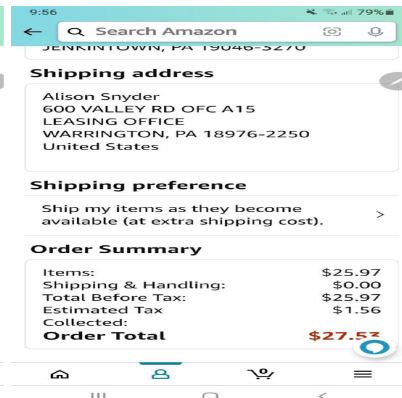 9:56 79%
Search Amazon
JENKINTOWN, PA 19046-3270
Shipping address
Alison Snyder
600 VALLEY RD OFC A15
LEASING OFFICE
WARRINGTON, PA 18976-2250
United States
Shipping preference
Ship my items as they become
available (at extra shipping cost). >
Order Summary
Items: $25.97
Shipping & Handling: $0.00
Total Before Tax: $25.97
Estimated Tax $1.56
Collected:
Order Total $27.53
0